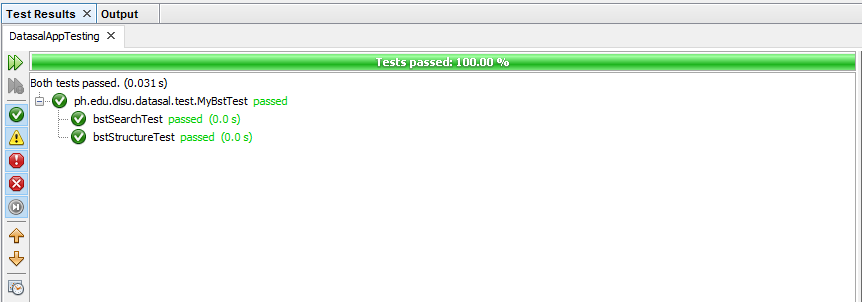 Test Results
Output
DatasalAppTesting
Tests passed: 100.00 %
Both tests passed. (0.031 s)
ph.edu.dlsu.datasal.test.MyBstTest passed
bstSearchTest passed (0.0 s)
bstStructureTest passed (0.0 s)